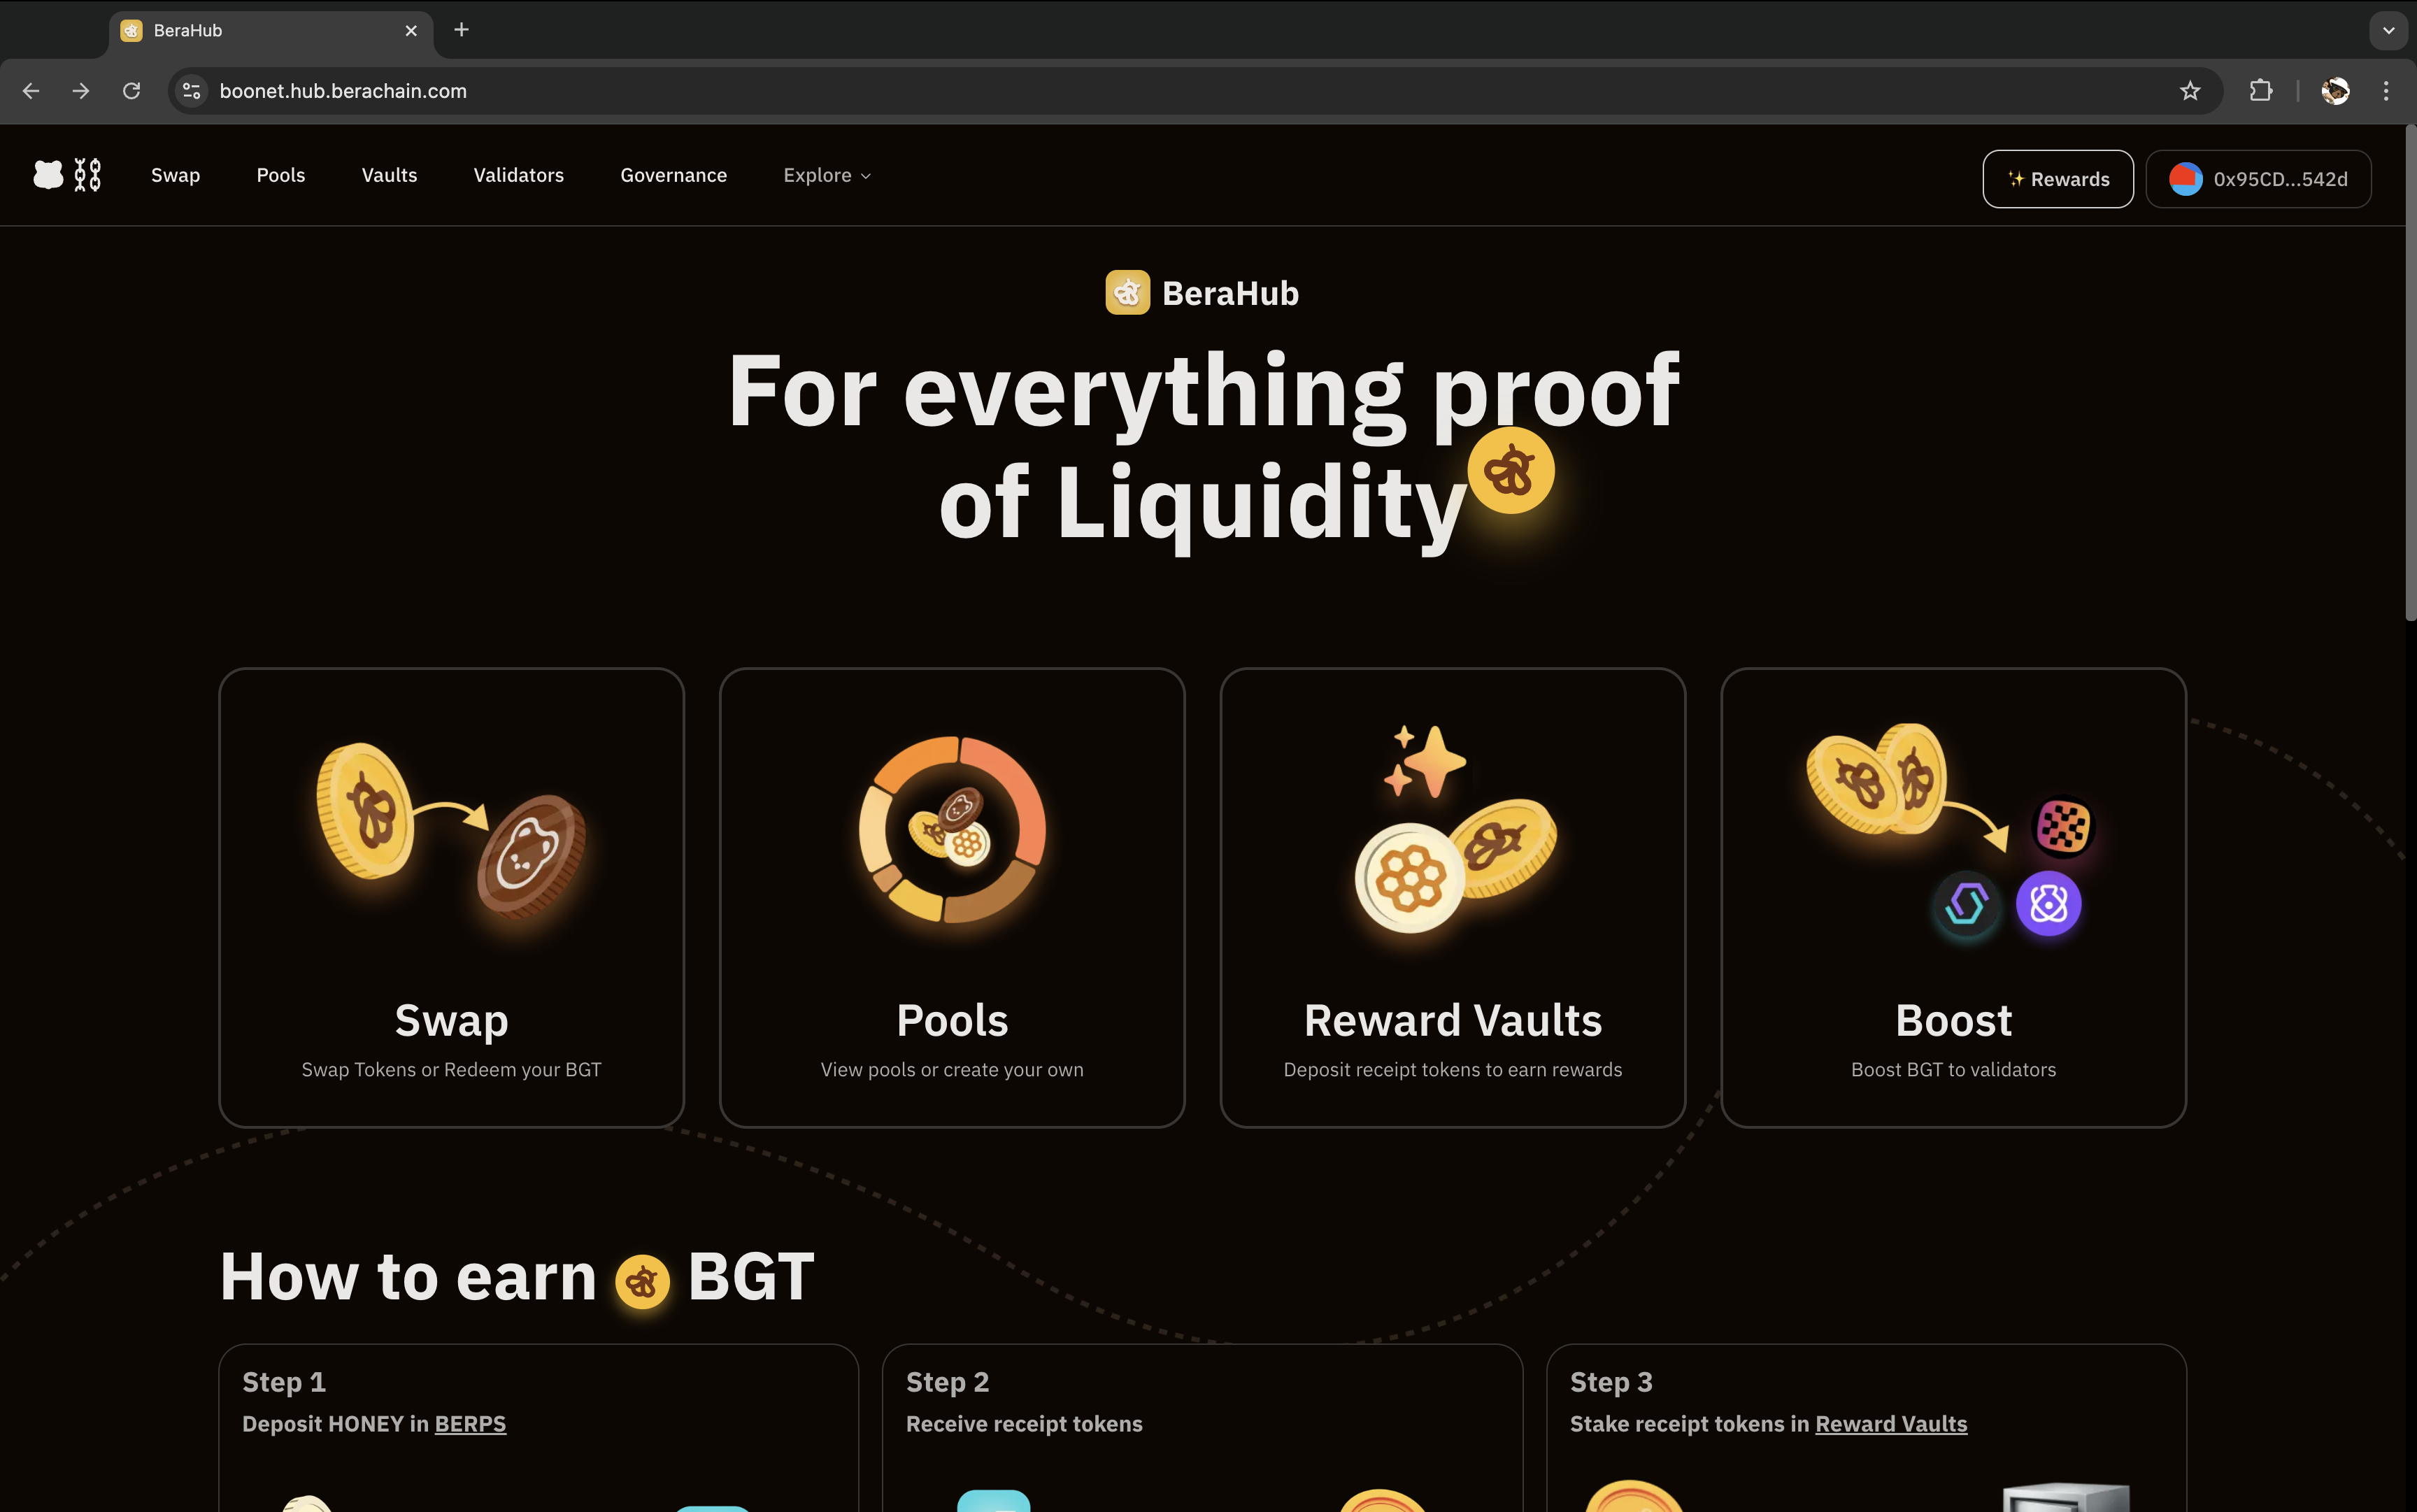 BeraHub
boonet.hub.berachain.com
Swap Pools Vaults Validators Governance Explore ✨ Rewards 0x95CD...542d
BeraHub
For everything proof
of Liquidity
Swap
Swap Tokens or Redeem your BGT
Pools
View pools or create your own
Reward Vaults
Deposit receipt tokens to earn rewards
Boost
Boost BGT to validators
How to earn BGT
Step 1
Deposit HONEY in BERPS
Step 2
Receive receipt tokens
Step 3
Stake receipt tokens in Reward Vaults